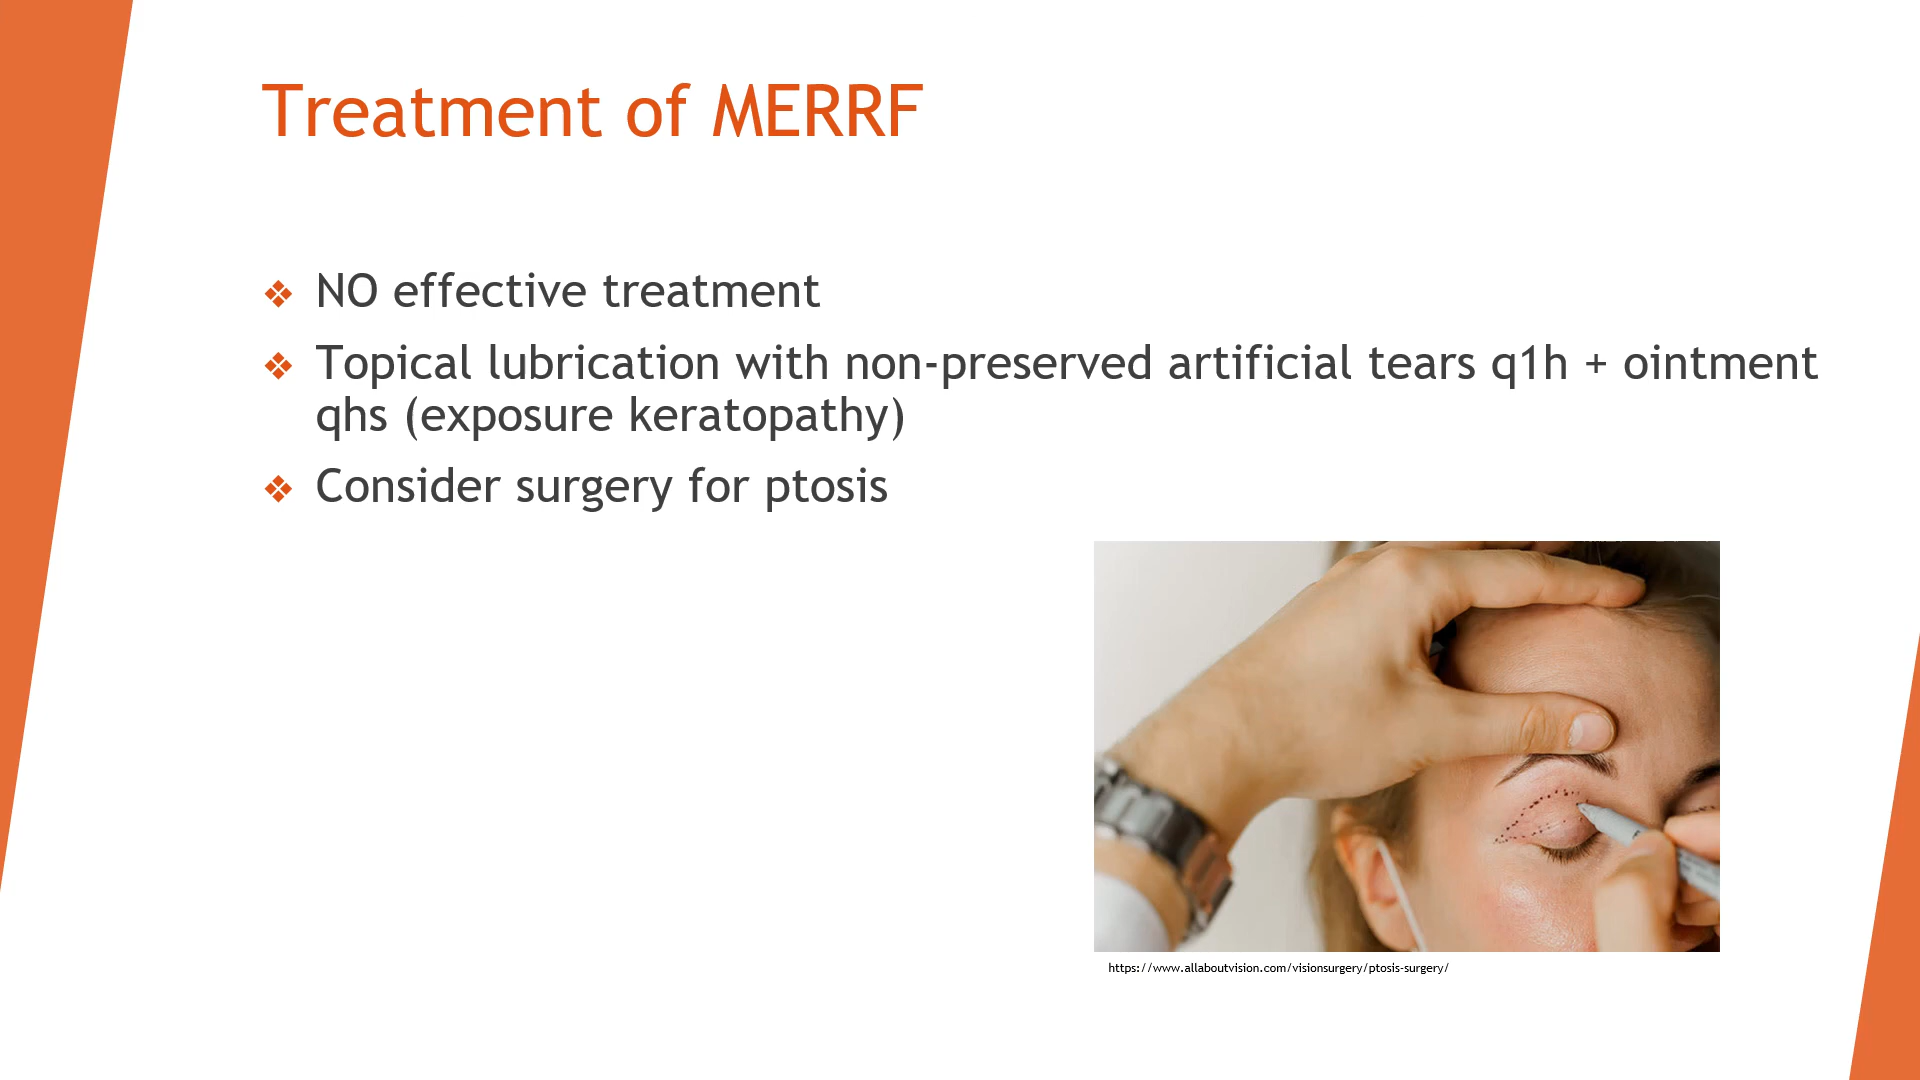 Treatment of MERRF
❖ NO effective treatment
❖ Topical lubrication with non-preserved artificial tears q1h + ointment
qhs (exposure keratopathy)
❖ Consider surgery for ptosis
https://www.allaboutvision.com/visionsurgery/ptosis-surgery/